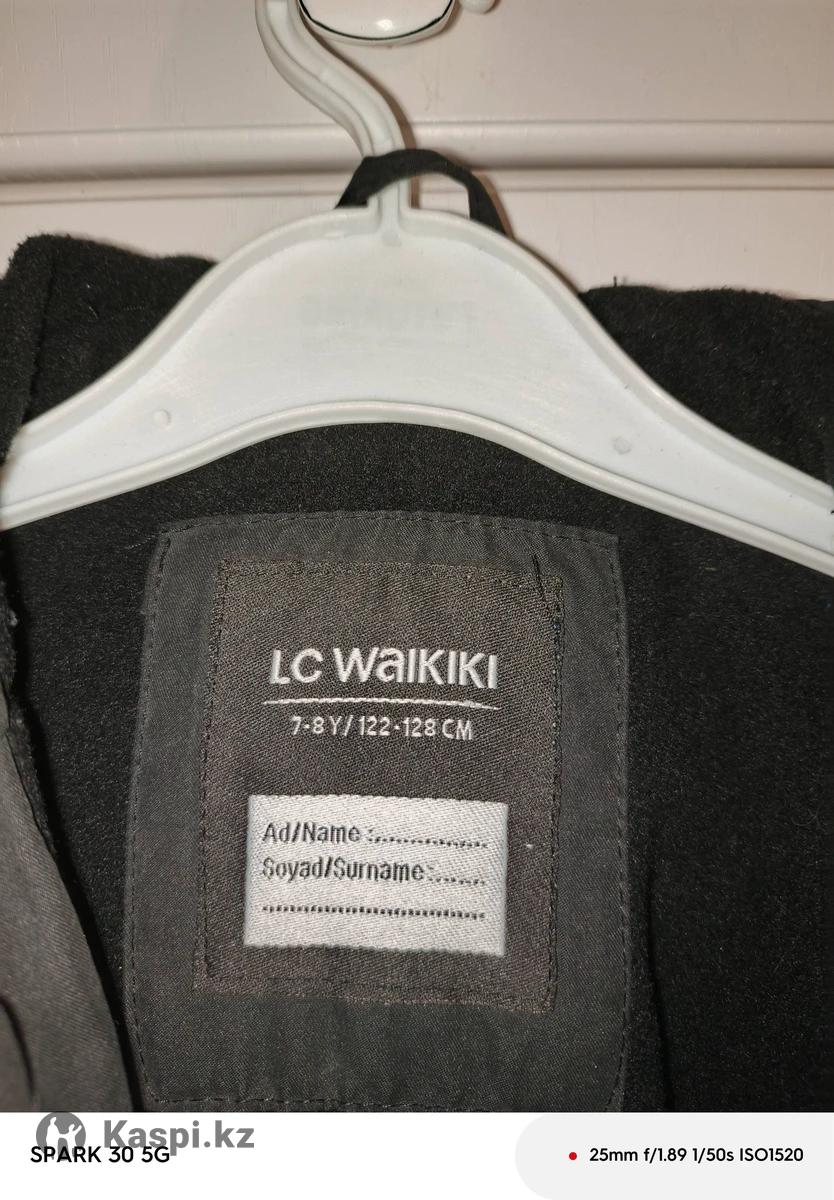 LC WAIKIKI
7-8 Y/ 122-128 CM
Ad/Name :..................
Soyad/Surname:.......
....................................
Kaspi.kz
SPARK 30 5G
25mm f/1.89 1/50s ISO1520